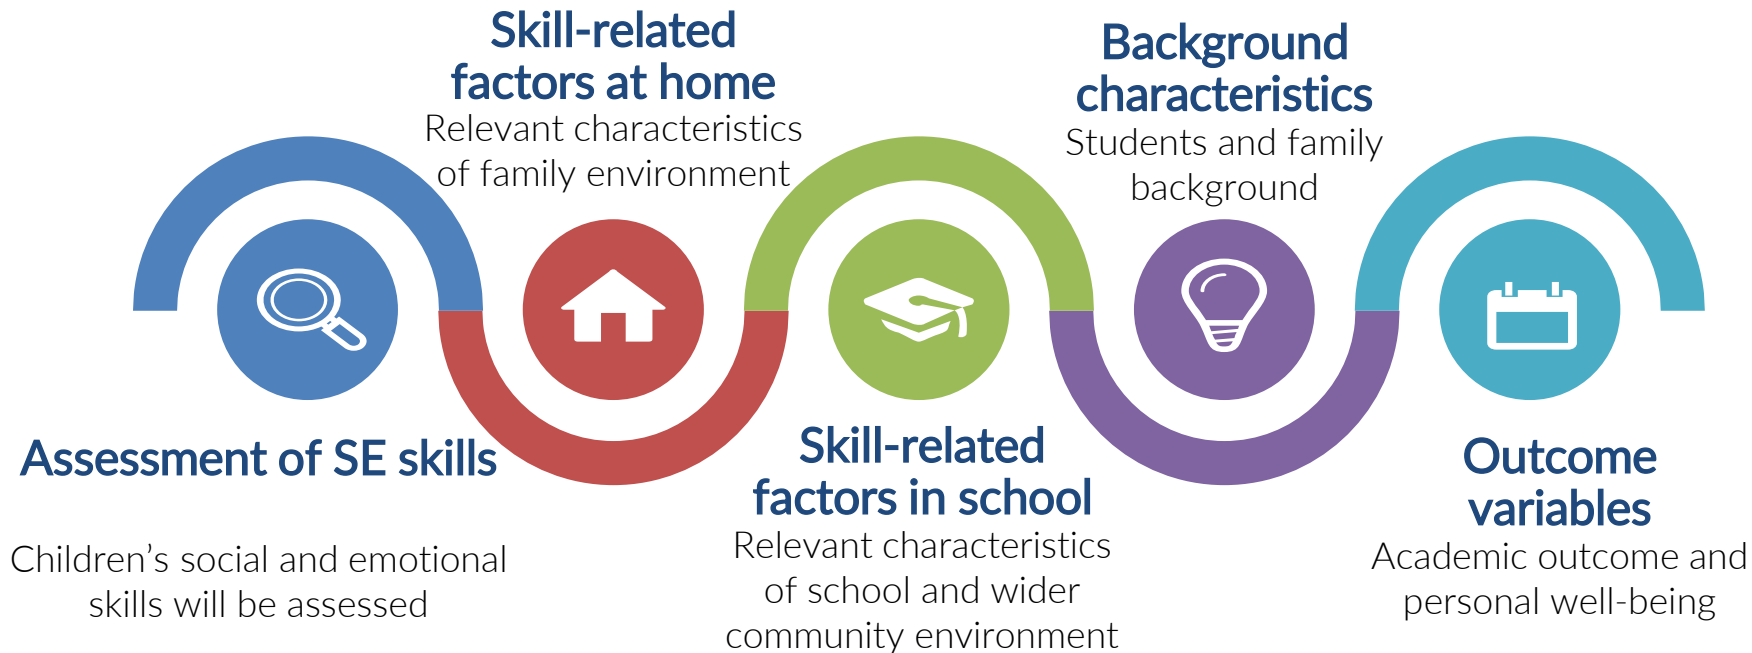 Assessment of SE skills
Children’s social and emotional
skills will be assessed
Skill-related
factors at home
Relevant characteristics
of family environment
Skill-related
factors in school
Relevant characteristics
of school and wider
community environment
Background
characteristics
Students and family
background
Outcome
variables
Academic outcome and
personal well-being